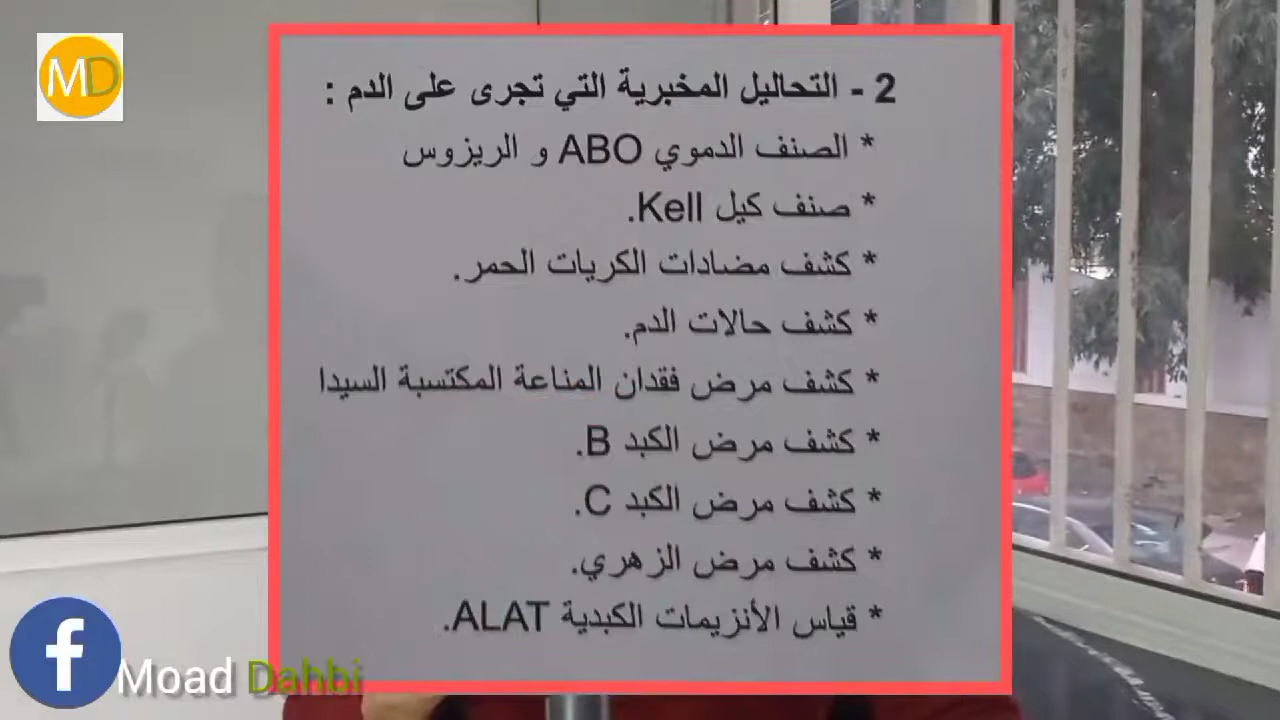 MD
2 - التحاليل المخبرية التي تجرى على الدم :
* الصنف الدموي ABO و الريزوس
* صنف كيل Kell.
* كشف مضادات الكريات الحمر.
* كشف حالات الدم.
* كشف مرض فقدان المناعة المكتسبة السيدا
* كشف مرض الكبد B.
* كشف مرض الكبد C.
* كشف مرض الزهري.
* قياس الأنزيمات الكبدية ALAT.
f Moad Dahbi